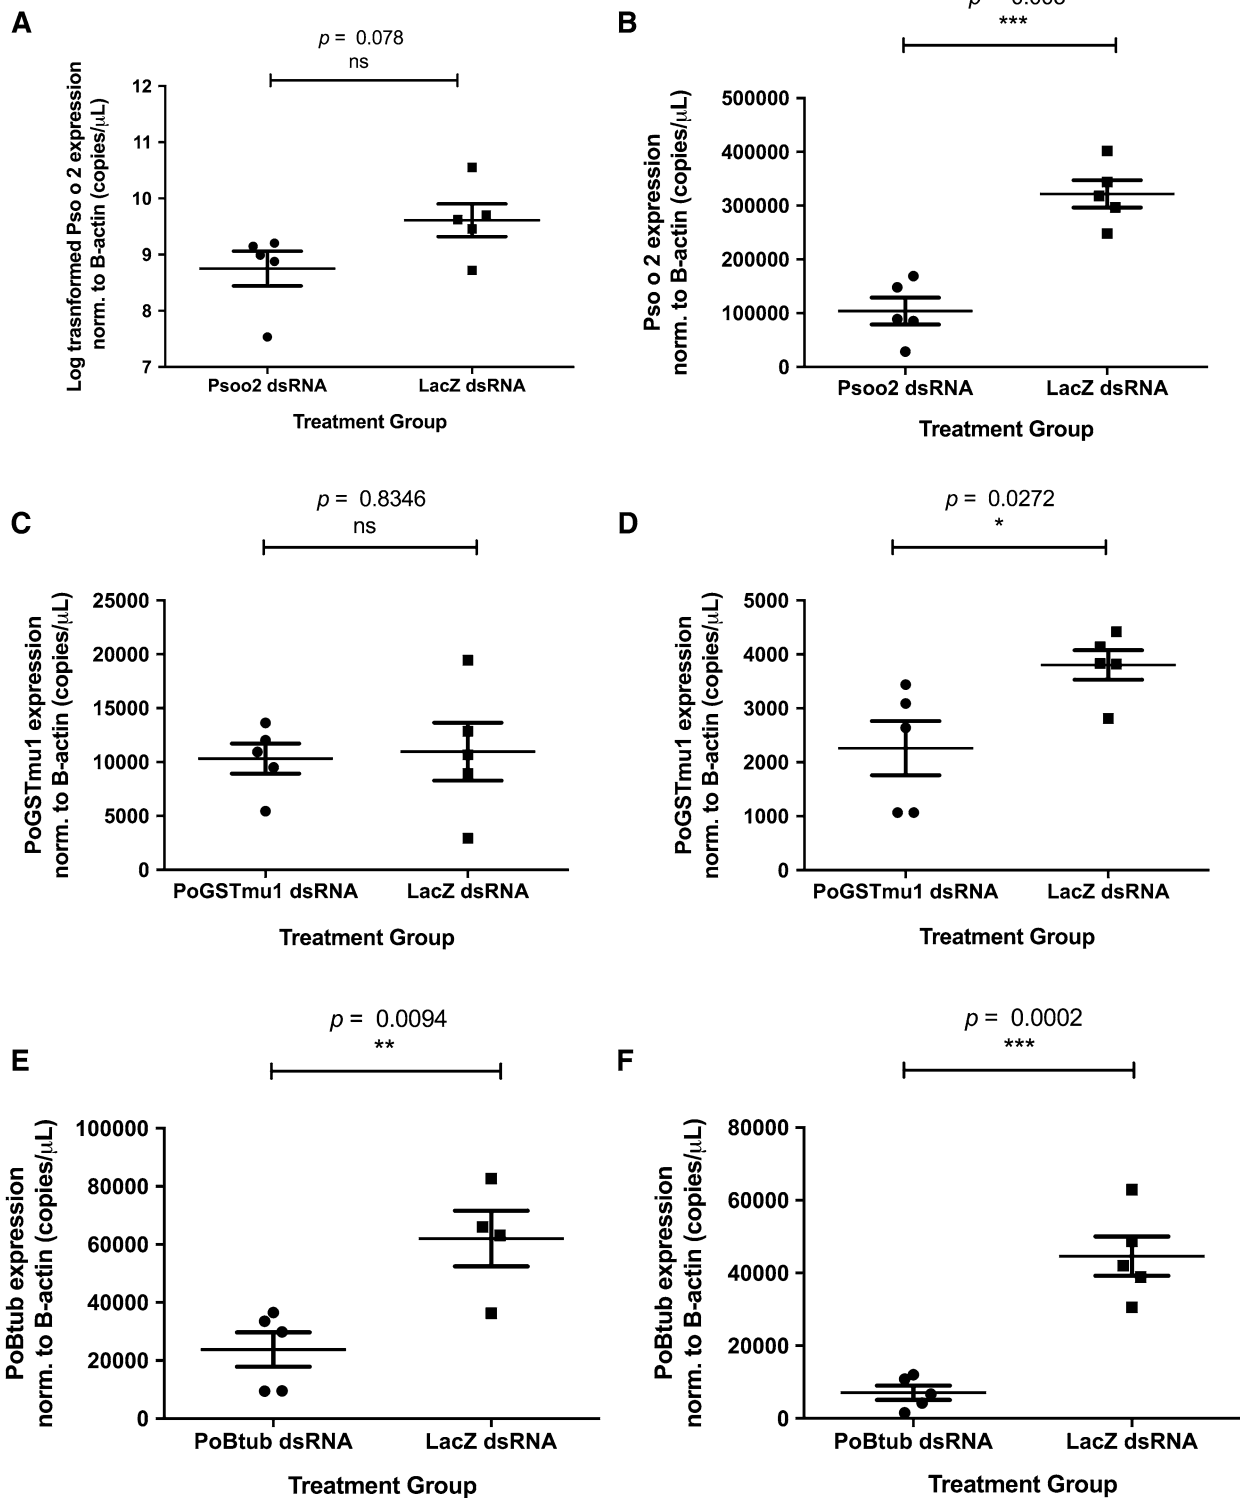 A
p = 0.078
ns
Log trasnformed Pso o 2 expression
norm. to B-actin (copies/μL)
12
11
10
9
8
7
Psoo2 dsRNA
LacZ dsRNA
Treatment Group
B
***
Pso o 2 expression
norm. to B-actin (copies/μL)
500000
400000
300000
200000
100000
0
Psoo2 dsRNA
LacZ dsRNA
Treatment Group
C
p = 0.8346
ns
PoGSTmu1 expression
norm. to B-actin (copies/μL)
25000
20000
15000
10000
5000
0
PoGSTmu1 dsRNA
LacZ dsRNA
Treatment Group
D
p = 0.0272
*
PoGSTmu1 expression
norm. to B-actin (copies/μL)
5000
4000
3000
2000
1000
0
PoGSTmu1 dsRNA
LacZ dsRNA
Treatment Group
E
p = 0.0094
**
PoBtub expression
norm. to B-actin (copies/μL)
100000
80000
60000
40000
20000
0
PoBtub dsRNA
LacZ dsRNA
Treatment Group
F
p = 0.0002
***
PoBtub expression
norm. to B-actin (copies/μL)
80000
60000
40000
20000
0
PoBtub dsRNA
LacZ dsRNA
Treatment Group